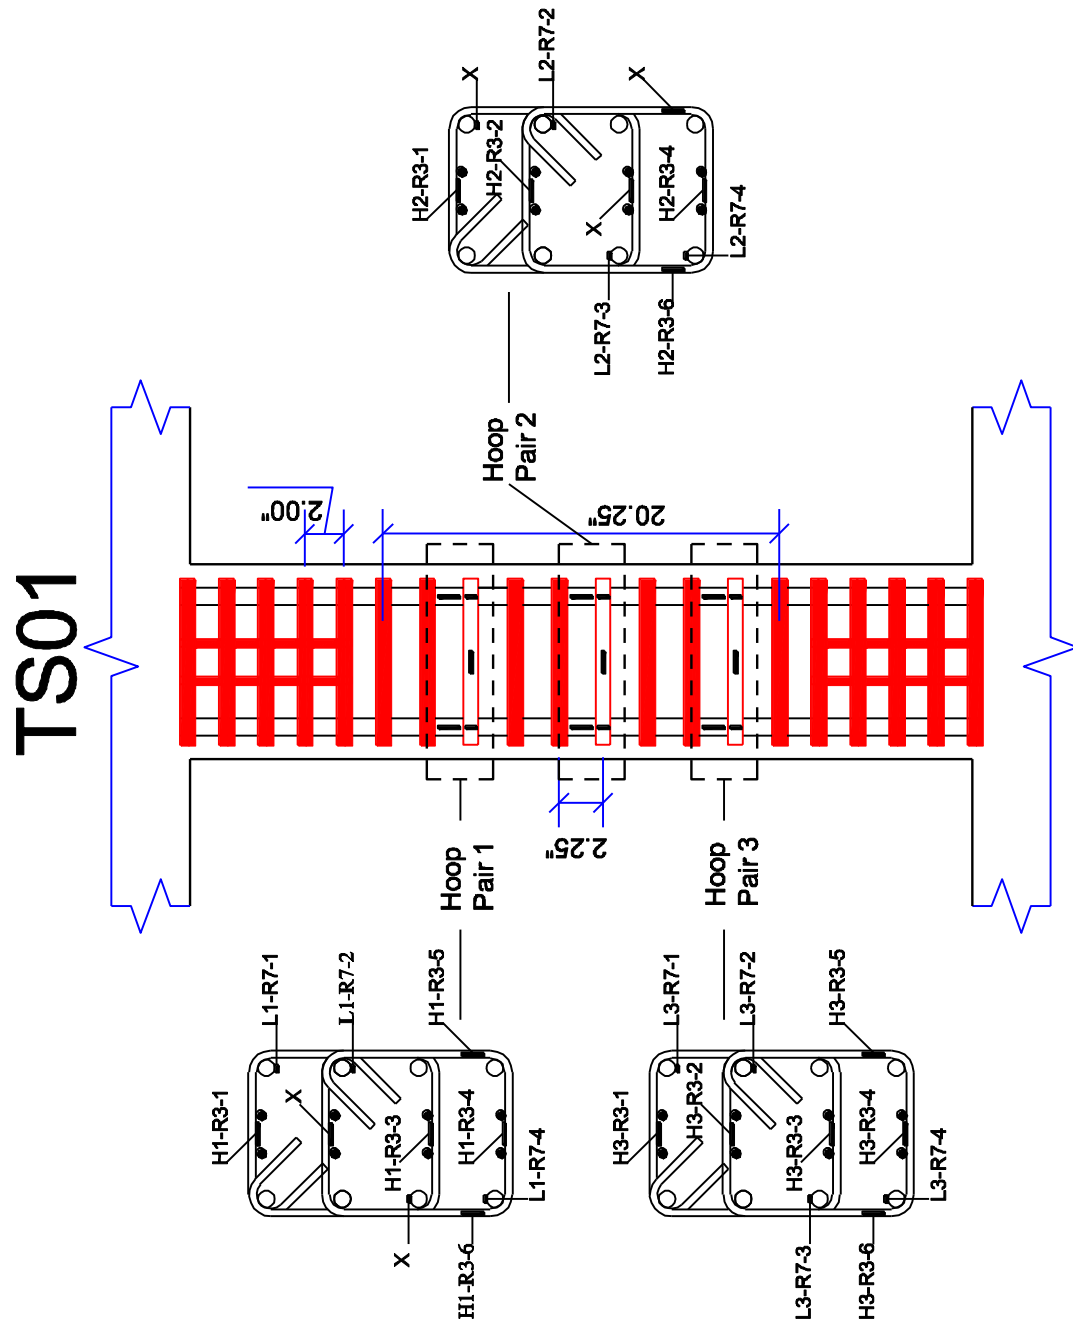 TS01
X
L2-R7-2
X
H2-R3-1
H2-R3-2
H2-R3-4
X
L2-R7-4
L2-R7-3
H2-R3-6
Hoop
Pair 2
2.00"
20.25"
2.25"
Hoop
Pair 1
Hoop
Pair 3
L1-R7-1
L1-R7-2
H1-R3-5
H1-R3-1
X
H1-R3-3
H1-R3-4
L1-R7-4
X
H1-R3-6
L3-R7-1
L3-R7-2
H3-R3-5
H3-R3-1
H3-R3-2
H3-R3-3
H3-R3-4
L3-R7-4
L3-R7-3
H3-R3-6